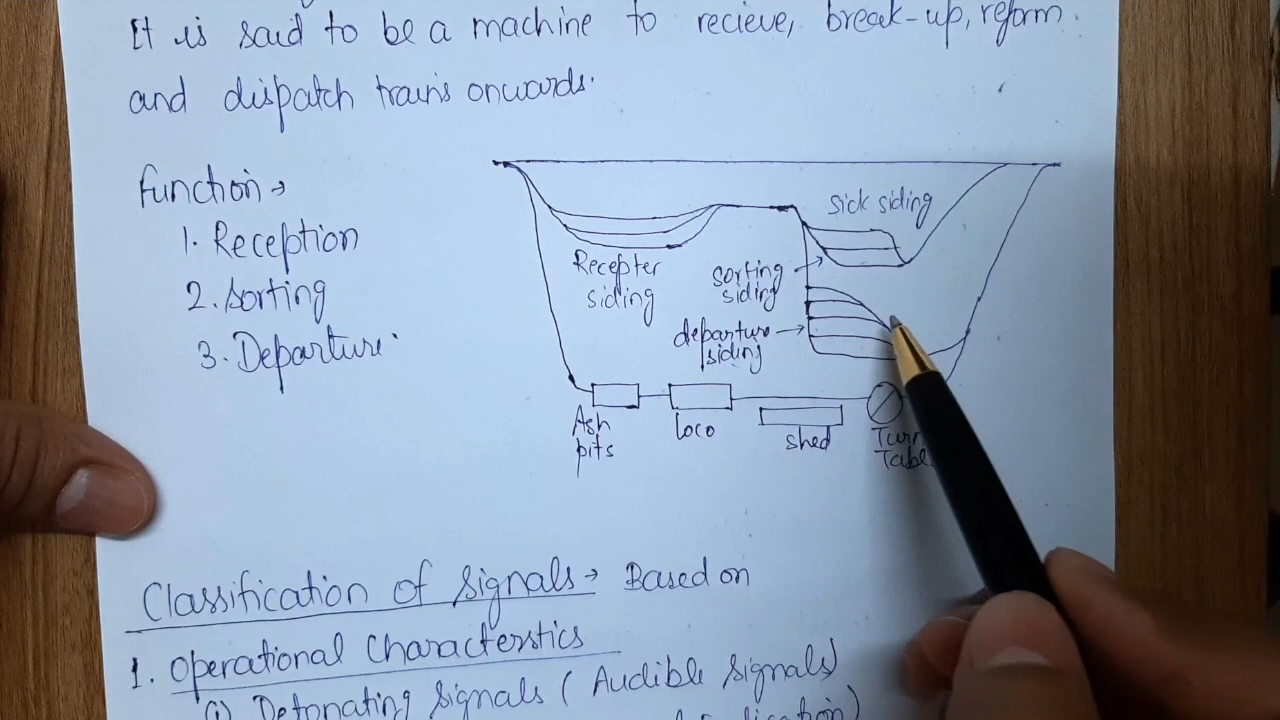 It is said to be a machine to recieve, break-up, reform.
and dispatch trains onwards.
Function →
1. Reception
2. Sorting
3. Departure
sick siding
Recepter
siding
sorting
siding
departure
siding
Ash
pits
loco
shed
Classification of signals → Based on
1. Operational Characterstics
(i) Detonating signals (Audible signals)